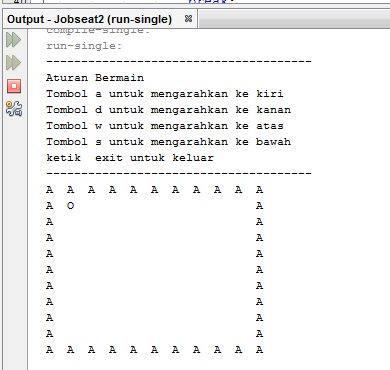 Output - Jobseat2 (run-single)
compile-single:
run-single:
--------------------------------------
Aturan Bermain
Tombol a untuk mengarahkan ke kiri
Tombol d untuk mengarahkan ke kanan
Tombol w untuk mengarahkan ke atas
Tombol s untuk mengarahkan ke bawah
ketik  exit untuk keluar
--------------------------------------
A  A  A  A  A  A  A  A  A  A  A
A  O                          A
A                             A
A                             A
A                             A
A                             A
A                             A
A                             A
A                             A
A                             A
A  A  A  A  A  A  A  A  A  A  A